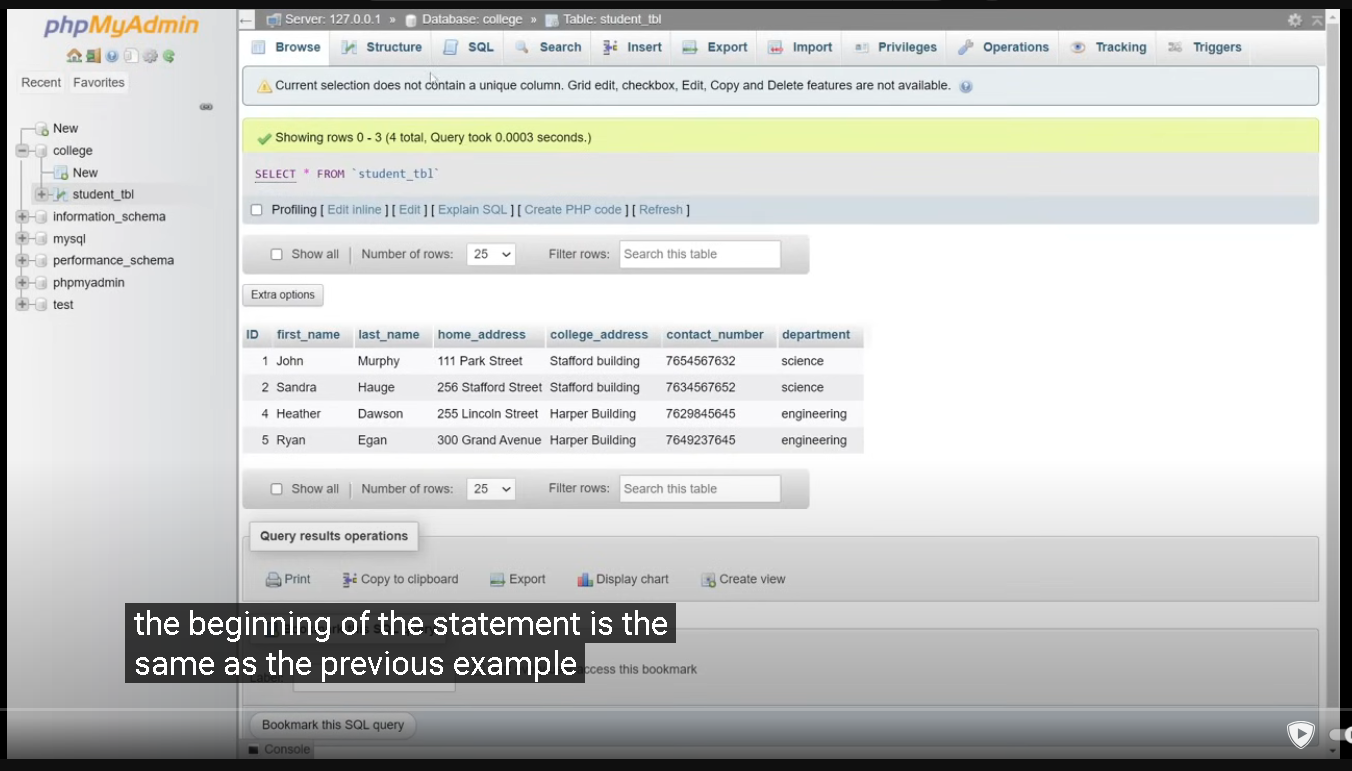 phpMyAdmin
Recent Favorites
New
college
New
student_tbl
information_schema
mysql
performance_schema
phpmyadmin
test
Server: 127.0.0.1 » Database: college » Table: student_tbl
Browse Structure SQL Search Insert Export Import Privileges Operations Tracking Triggers
Current selection does not contain a unique column. Grid edit, checkbox, Edit, Copy and Delete features are not available.
Showing rows 0 - 3 (4 total, Query took 0.0003 seconds.)
SELECT * FROM `student_tbl`
Profiling [ Edit inline ] [ Edit ] [ Explain SQL ] [ Create PHP code ] [ Refresh ]
Show all | Number of rows: 25 Filter rows: Search this table
Extra options
ID first_name last_name home_address college_address contact_number department
1 John Murphy 111 Park Street Stafford building 7654567632 science
2 Sandra Hauge 256 Stafford Street Stafford building 7634567652 science
4 Heather Dawson 255 Lincoln Street Harper Building 7629845645 engineering
5 Ryan Egan 300 Grand Avenue Harper Building 7649237645 engineering
Show all | Number of rows: 25 Filter rows: Search this table
Query results operations
Print Copy to clipboard Export Display chart Create view
the beginning of the statement is the
same as the previous example
access this bookmark
Bookmark this SQL query
Console